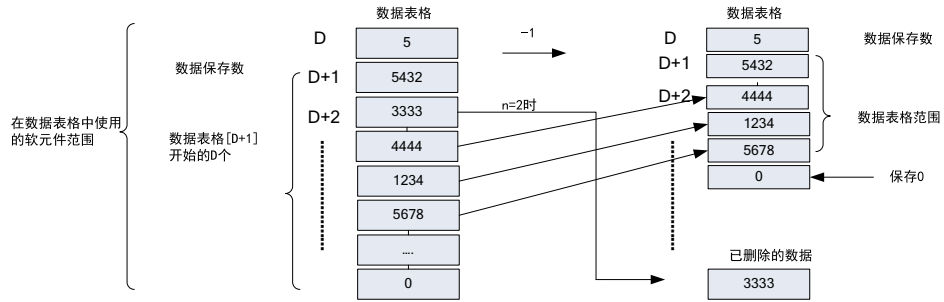 数据表格
数据表格
D
5
−1
D
5
数据保存数
数据保存数
D+1
5432
D+1
5432
D+2
3333
n=2时
D+2
4444
数据表格范围
在数据表格中使用
的软元件范围
数据表格[D+1]
开始的D个
4444
1234
1234
5678
5678
0
保存0
....
已删除的数据
0
3333